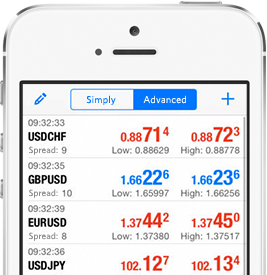 Simply Advanced
09:32:33
USDCHF 0.88714 0.88723
Spread: 9 Low: 0.88629 High: 0.88778
09:32:35
GBPUSD 1.66226 1.66236
Spread: 10 Low: 1.65997 High: 1.66256
09:32:39
EURUSD 1.37442 1.37450
Spread: 8 Low: 1.37380 High: 1.37517
09:32:36
USDJPY 102.127 102.134